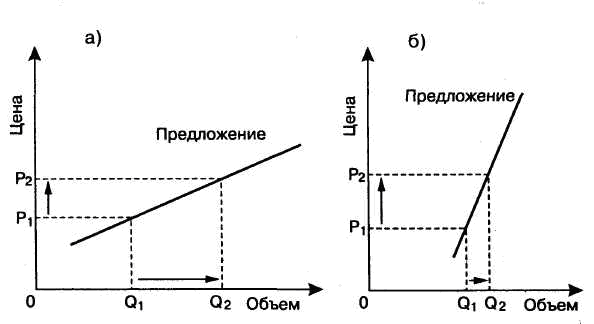 а)
Цена
Предложение
P₂
P₁
0
Q₁
Q₂
Объем
б)
Цена
Предложение
P₂
P₁
0
Q₁
Q₂
Объем